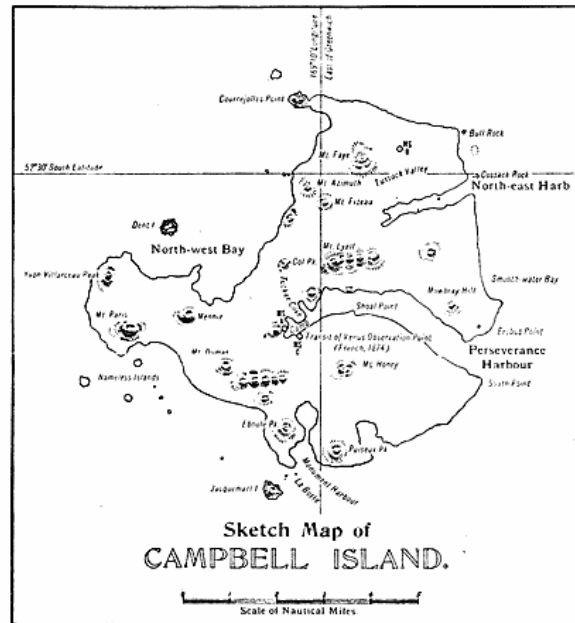 169°10' Longitude
East of Greenwich
Courrejolles Point
Bull Rock
Mt. Faye
52°30' South Latitude
Tussock Valley
Cossack Rock
North-east Harb
Mt Azimuth
Mt. Fizeau
Dent I
North-west Bay
Mt. Lyall
Col Pk.
Yvon Villarceau Peak
Smooth-water Bay
Mowbray Hill
Mt. Paris
Menhir
Shoal Point
Erebus Point
Transit of Venus Observation Point
(French, 1874)
Perseverance
Harbour
Mt. Dumas
Mt. Honey
Nameless Islands
South Point
Eboulé Pk.
Puiseux Pk.
Monument Harbour
La Botte
Jacquemart I
Sketch Map of
CAMPBELL ISLAND.
Scale of Nautical Miles.